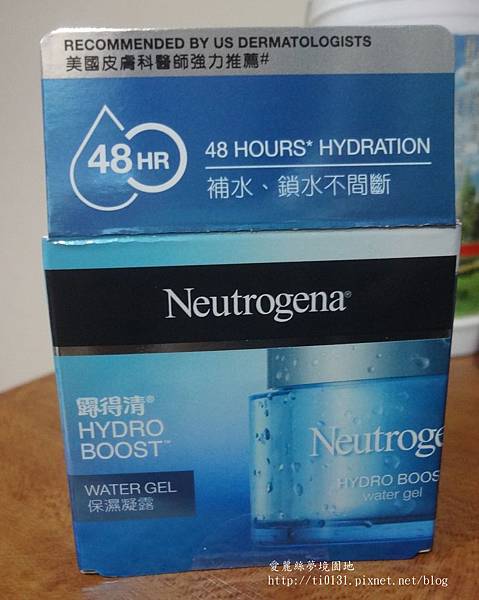 RECOMMENDED BY US DERMATOLOGISTS
美國皮膚科醫師強力推薦#
48 HR
48 HOURS* HYDRATION
補水、鎖水不間斷
Neutrogena®
露得清®
HYDRO
BOOST™
WATER GEL
保濕凝露
Neutroge
HYDRO BOOS
water gel
愛麗絲夢境園地
http://ti0131.pixnet.net/blog